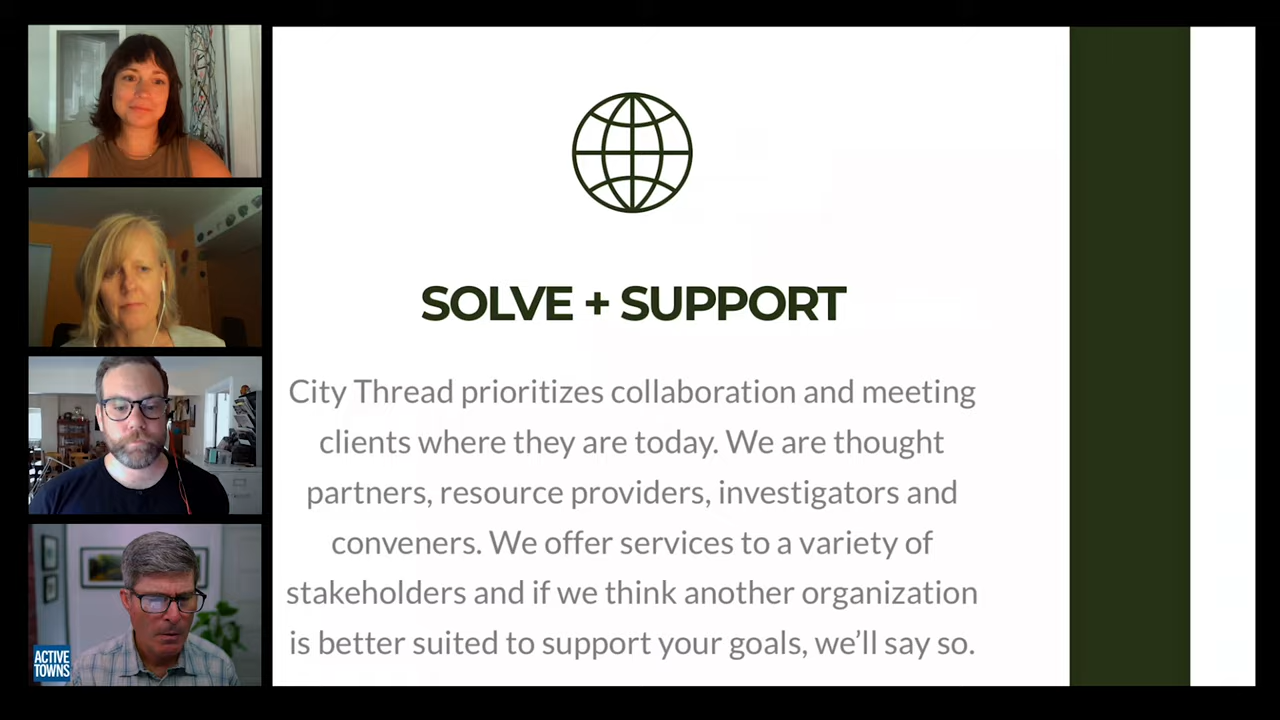 SOLVE + SUPPORT
City Thread prioritizes collaboration and meeting
clients where they are today. We are thought
partners, resource providers, investigators and
conveners. We offer services to a variety of
stakeholders and if we think another organization
is better suited to support your goals, we’ll say so.
ACTIVE
TOWNS